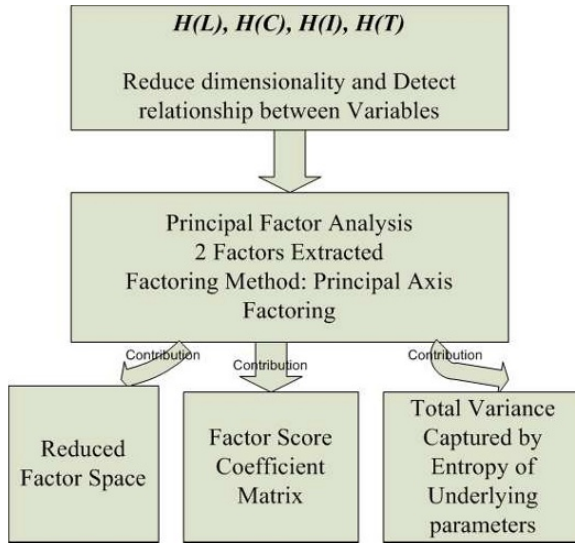 H(L), H(C), H(I), H(T)
Reduce dimensionality and Detect
relationship between Variables
Principal Factor Analysis
2 Factors Extracted
Factoring Method: Principal Axis
Factoring
Contribution
Contribution
Contribution
Reduced
Factor Space
Factor Score
Coefficient
Matrix
Total Variance
Captured by
Entropy of
Underlying
parameters